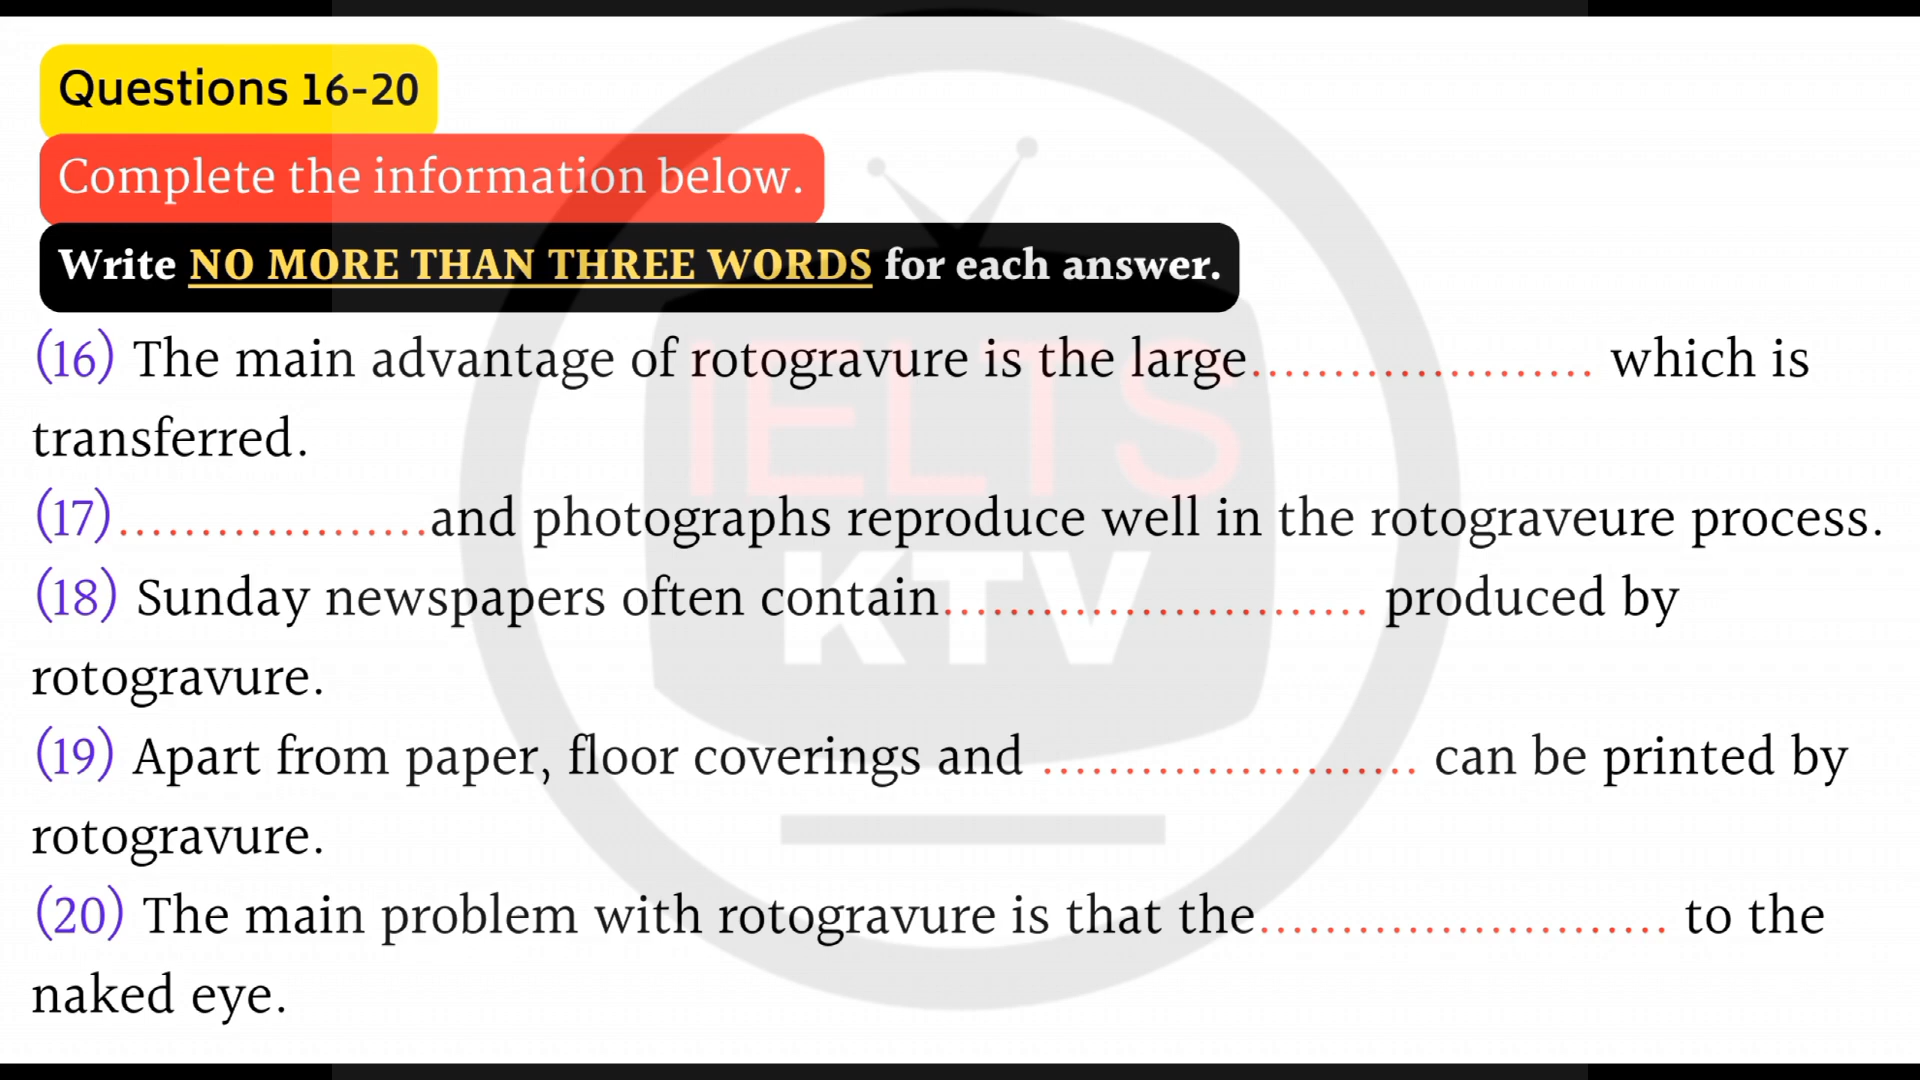 Questions 16-20
Complete the information below.
Write NO MORE THAN THREE WORDS for each answer.
(16) The main advantage of rotogravure is the large..................... which is
transferred.
(17)...................and photographs reproduce well in the rotograveure process.
(18) Sunday newspapers often contain.......................... produced by
rotogravure.
(19) Apart from paper, floor coverings and ....................... can be printed by
rotogravure.
(20) The main problem with rotogravure is that the......................... to the
naked eye.
IELTS
KTV